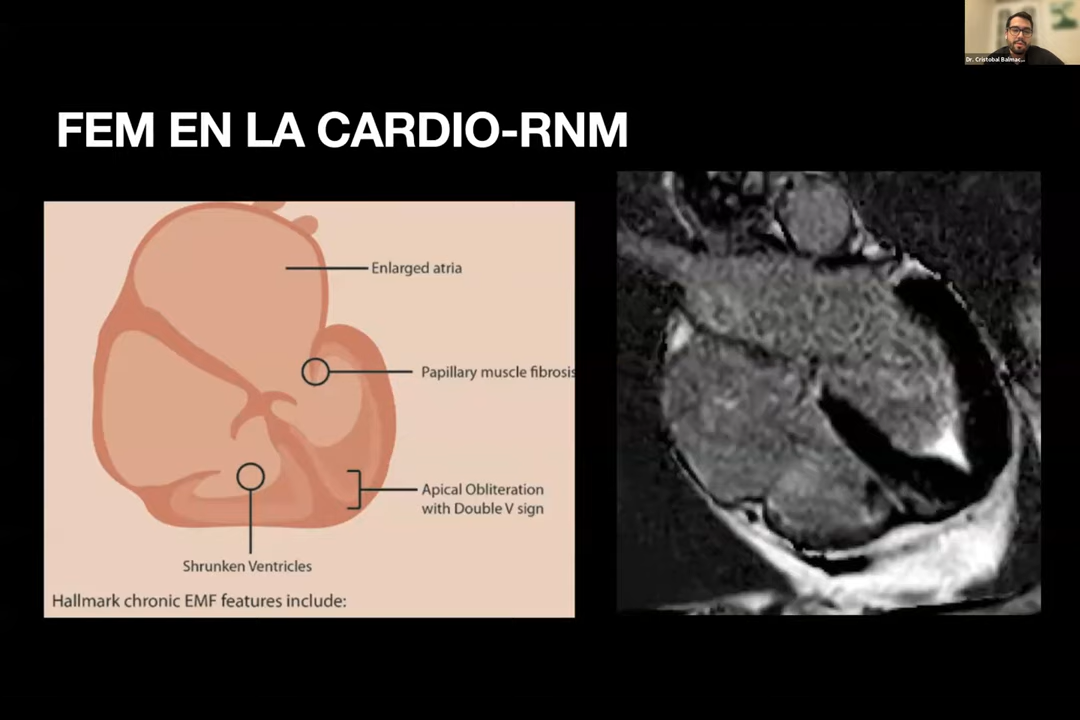 Dr. Cristobal Balmac...
FEM EN LA CARDIO-RNM
Enlarged atria
Papillary muscle fibrosis
Apical Obliteration
with Double V sign
Shrunken Ventricles
Hallmark chronic EMF features include: